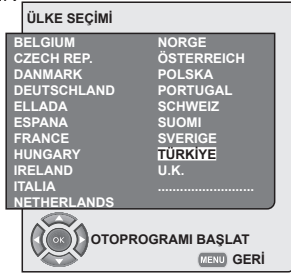 ÜLKE SEÇİMİ
BELGIUM
CZECH REP.
DANMARK
DEUTSCHLAND
ELLADA
ESPANA
FRANCE
HUNGARY
IRELAND
ITALIA
NETHERLANDS
NORGE
ÖSTERREICH
POLSKA
PORTUGAL
SCHWEIZ
SUOMI
SVERIGE
TÜRKİYE
U.K.
..........................
OK
OTOPROGRAMI BAŞLAT
MENU GERİ